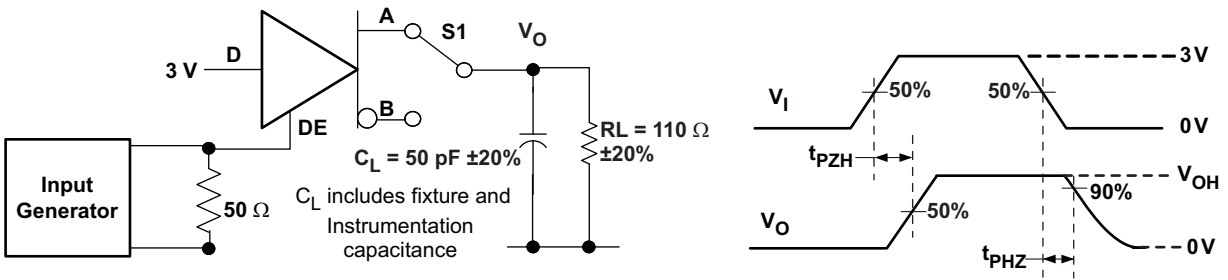 A
S1
V_O
3 V
D
B
DE
Input
Generator
50 Ω
C_L = 50 pF ±20%
C_L includes fixture and
Instrumentation
capacitance
RL = 110 Ω
±20%
3 V
V_I
50%
50%
0 V
t_PZH
V_OH
90%
V_O
50%
0 V
t_PHZ